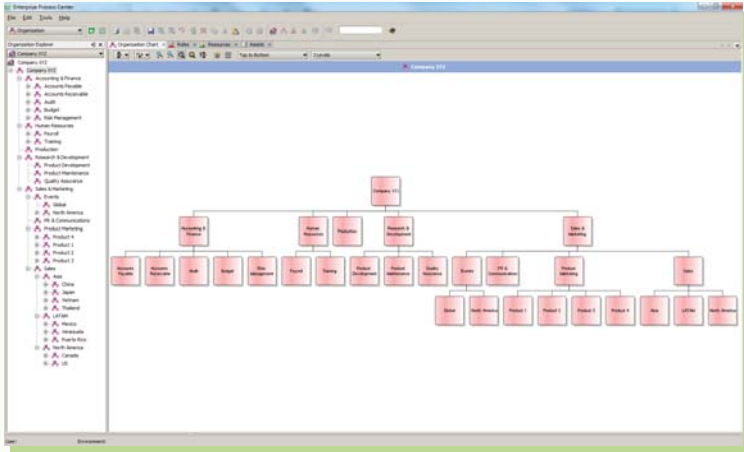 Enterprise Process Center
File Edit Tools Help
Organization
Organization Explorer
Organization Chart Roles Resources Assets
Company XYZ
Top to Bottom
Curvate
Company XYZ
Company XYZ
Company XYZ
Accounting & Finance
Accounts Payable
Accounts Receivable
Audit
Budget
Risk Management
Human Resources
Payroll
Training
Production
Research & Development
Product Development
Product Maintenance
Quality Assurance
Sales & Marketing
Events
Global
North America
PR & Communications
Product Marketing
Product 4
Product 1
Product 2
Product 3
Sales
Asia
China
Japan
Vietnam
Thailand
LATAM
Mexico
Venezuela
Puerto Rico
North America
Canada
US
Company XYZ
Accounting &
Finance
Human
Resources
Production
Research &
Development
Sales &
Marketing
Accounts
Payable
Accounts
Receivable
Audit
Budget
Risk
Management
Payroll
Training
Product
Development
Product
Maintenance
Quality
Assurance
Events
PR &
Communications
Product
Marketing
Sales
Global
North America
Product 1
Product 2
Product 3
Product 4
Asia
LATAM
North America
User:
Environment: